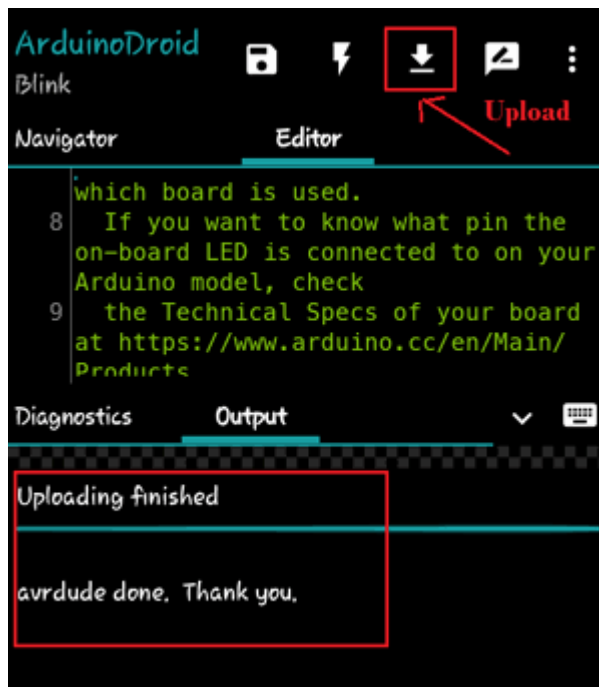 ArduinoDroid
Blink
Upload
Navigator Editor
which board is used.
8 If you want to know what pin the
on-board LED is connected to on your
Arduino model, check
9 the Technical Specs of your board
at https://www.arduino.cc/en/Main/
Products
Diagnostics Output
Uploading finished
avrdude done. Thank you.